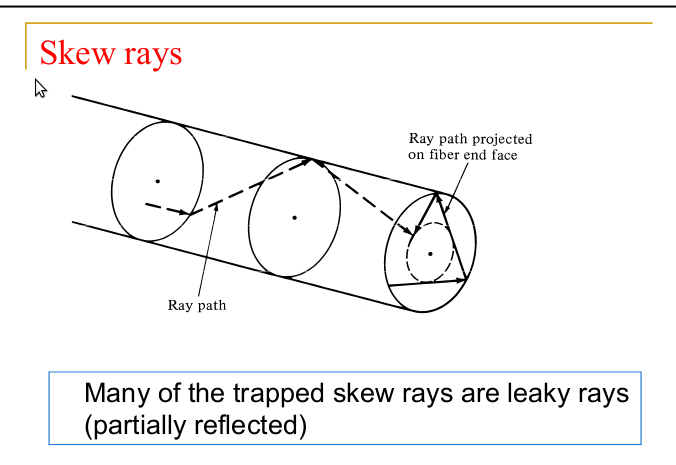 Skew rays
Ray path projected
on fiber end face
Ray path
Many of the trapped skew rays are leaky rays
(partially reflected)